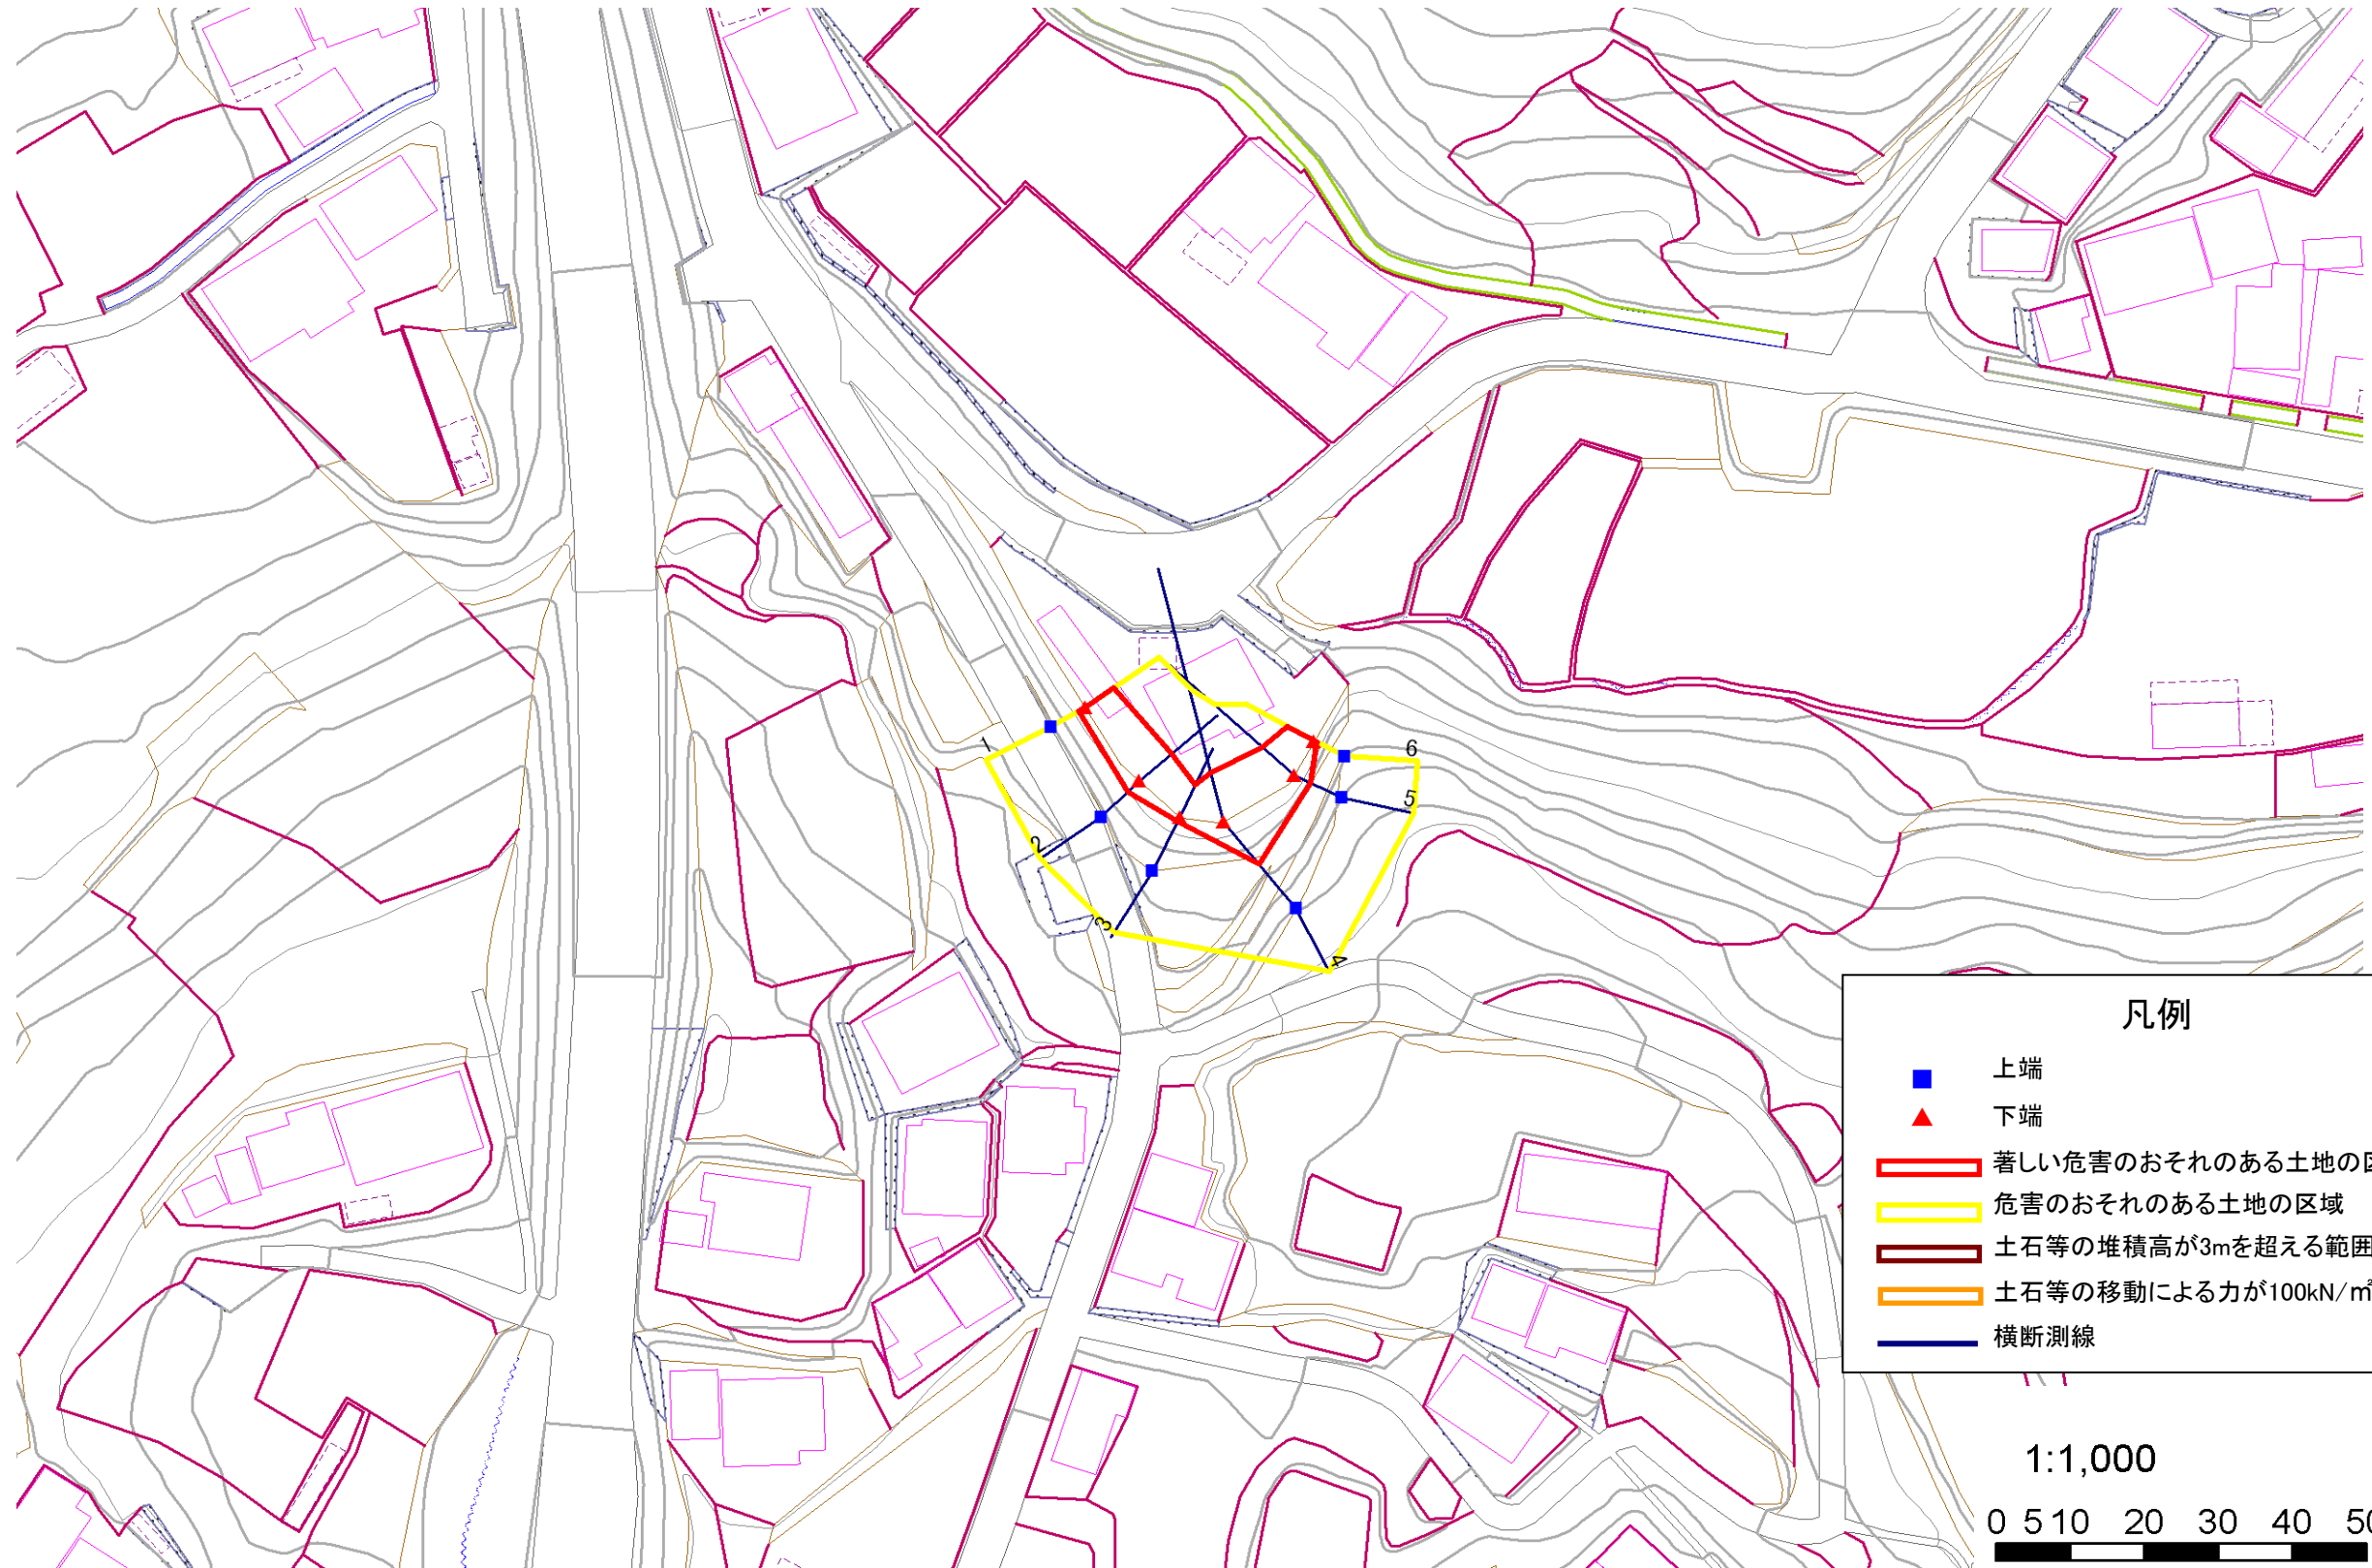 1
2
3
4
5
6
凡例
上端
下端
著しい危害のおそれのある土地の区
危害のおそれのある土地の区域
土石等の堆積高が3mを超える範囲
土石等の移動による力が100kN/㎡
横断測線
1:1,000
0 5 10 20 30 40 50